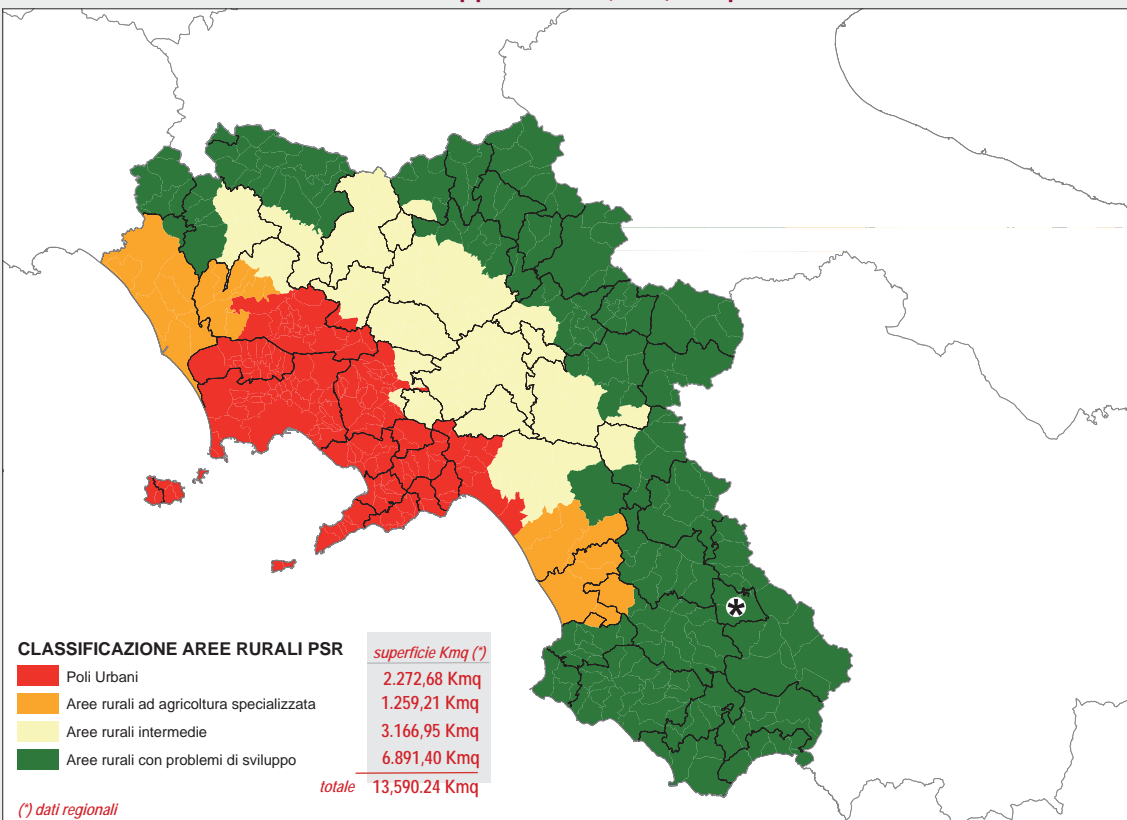 CLASSIFICAZIONE AREE RURALI PSR
superficie Kmq (*)
Poli Urbani
2.272,68 Kmq
Aree rurali ad agricoltura specializzata
1.259,21 Kmq
Aree rurali intermedie
3.166,95 Kmq
Aree rurali con problemi di sviluppo
6.891,40 Kmq
totale 13,590.24 Kmq
(*) dati regionali